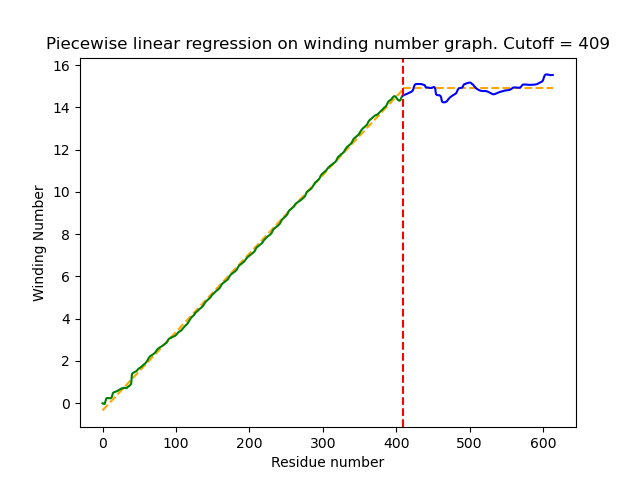 Piecewise linear regression on winding number graph. Cutoff = 409
16
14
12
10
8
6
4
2
0
Winding Number
0 100 200 300 400 500 600
Residue number